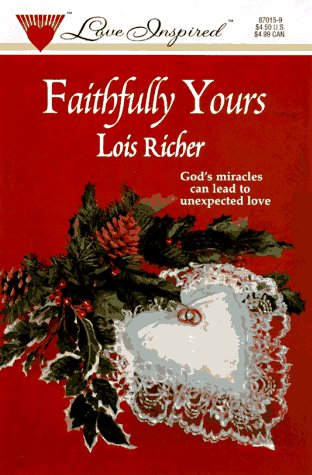 Love Inspired™
87015-9
$4.50 U.S.
$4.99 CAN.
Faithfully Yours
Lois Richer
God's miracles
can lead to
unexpected love